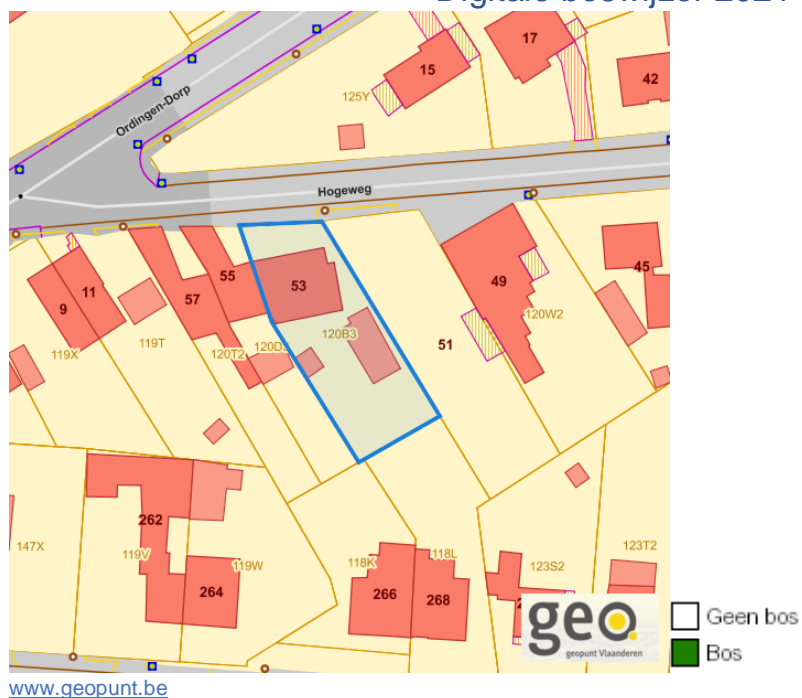 17
15
42
125Y
Ordingen-Dorp
Hogeweg
55
53
57
49
45
9
11
51
120W2
119X
119T
120T2
120B3
262
147X
119V
119W
264
118K
118L
266
268
123S2
123T2
geo
geopunt Vlaanderen
Geen bos
Bos
www.geopunt.be